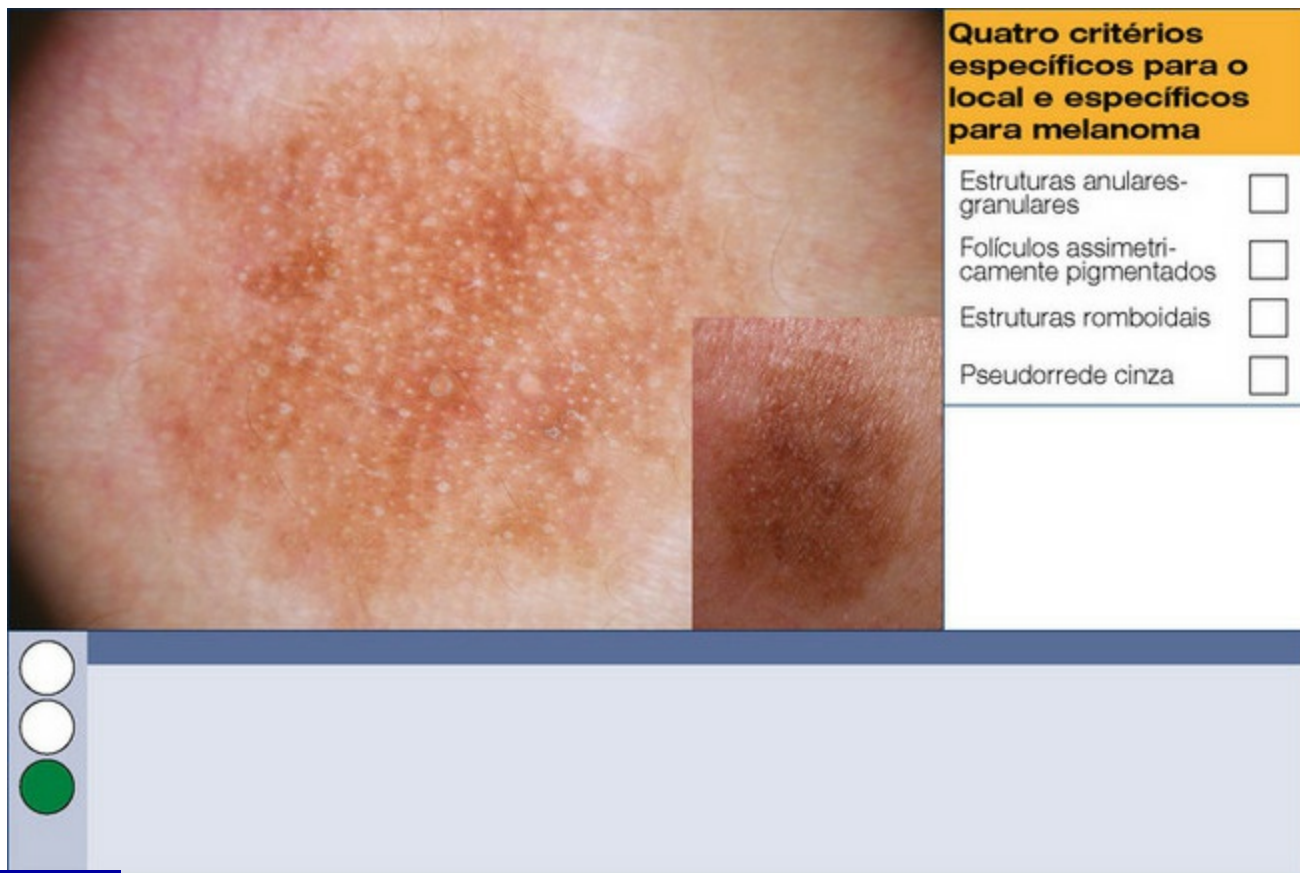 Quatro critérios
específicos para o
local e específicos
para melanoma
Estruturas anulares-
granulares
Folículos assimetri-
camente pigmentados
Estruturas romboidais
Pseudorrede cinza